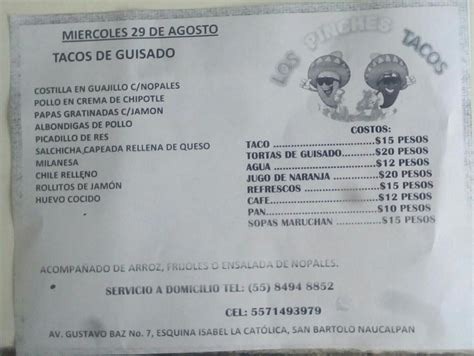 MIERCOLES 29 DE AGOSTO
TACOS DE GUISADO
LOS PINCHES TACOS
COSTILLA EN GUAJILLO C/NOPALES
POLLO EN CREMA DE CHIPOTLE
PAPAS GRATINADAS C/JAMON
ALBONDIGAS DE POLLO
PICADILLO DE RES
SALCHICHA,CAPEADA RELLENA DE QUESO
MILANESA
CHILE RELLENO
ROLLITOS DE JAMÓN
HUEVO COCIDO
COSTOS:
TACO ........................$15 PESOS
TORTAS DE GUISADO..........$20 PESOS
AGUA ........................$12 PESOS
JUGO DE NARANJA ............$20 PESOS
REFRESCOS...................$15 PESOS
CAFE........................$12 PESOS
PAN.........................$10 PESOS
SOPAS MARUCHAN .............$15 PESOS
ACOMPAÑADO DE ARROZ, FRIJOLES O ENSALADA DE NOPALES.
SERVICIO A DOMICILIO TEL: (55) 8494 8852
CEL: 5571493979
AV. GUSTAVO BAZ No. 7, ESQUINA ISABEL LA CATÓLICA, SAN BARTOLO NAUCALPAN